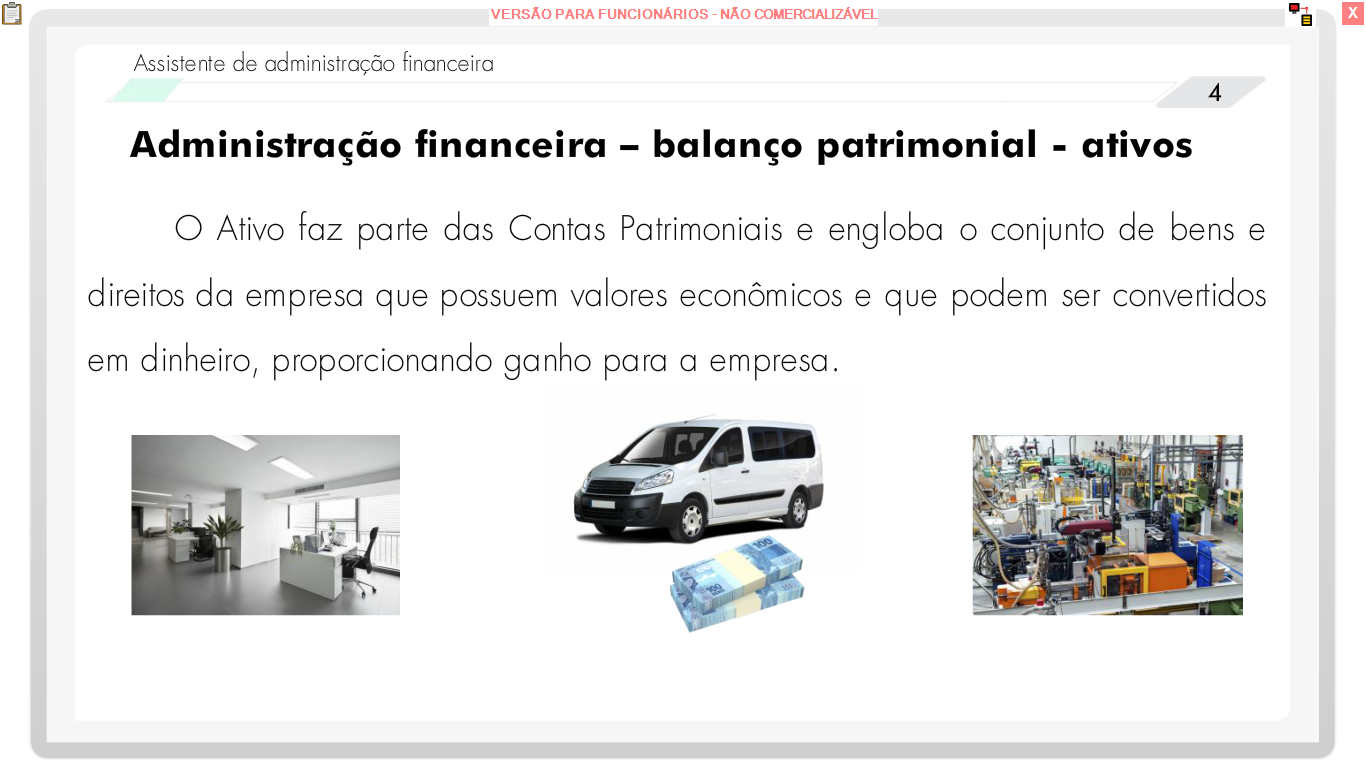 VERSÃO PARA FUNCIONÁRIOS - NÃO COMERCIALIZÁVEL
X
Assistente de administração financeira
4
Administração financeira – balanço patrimonial - ativos
O Ativo faz parte das Contas Patrimoniais e engloba o conjunto de bens e
direitos da empresa que possuem valores econômicos e que podem ser convertidos
em dinheiro, proporcionando ganho para a empresa.
100
100